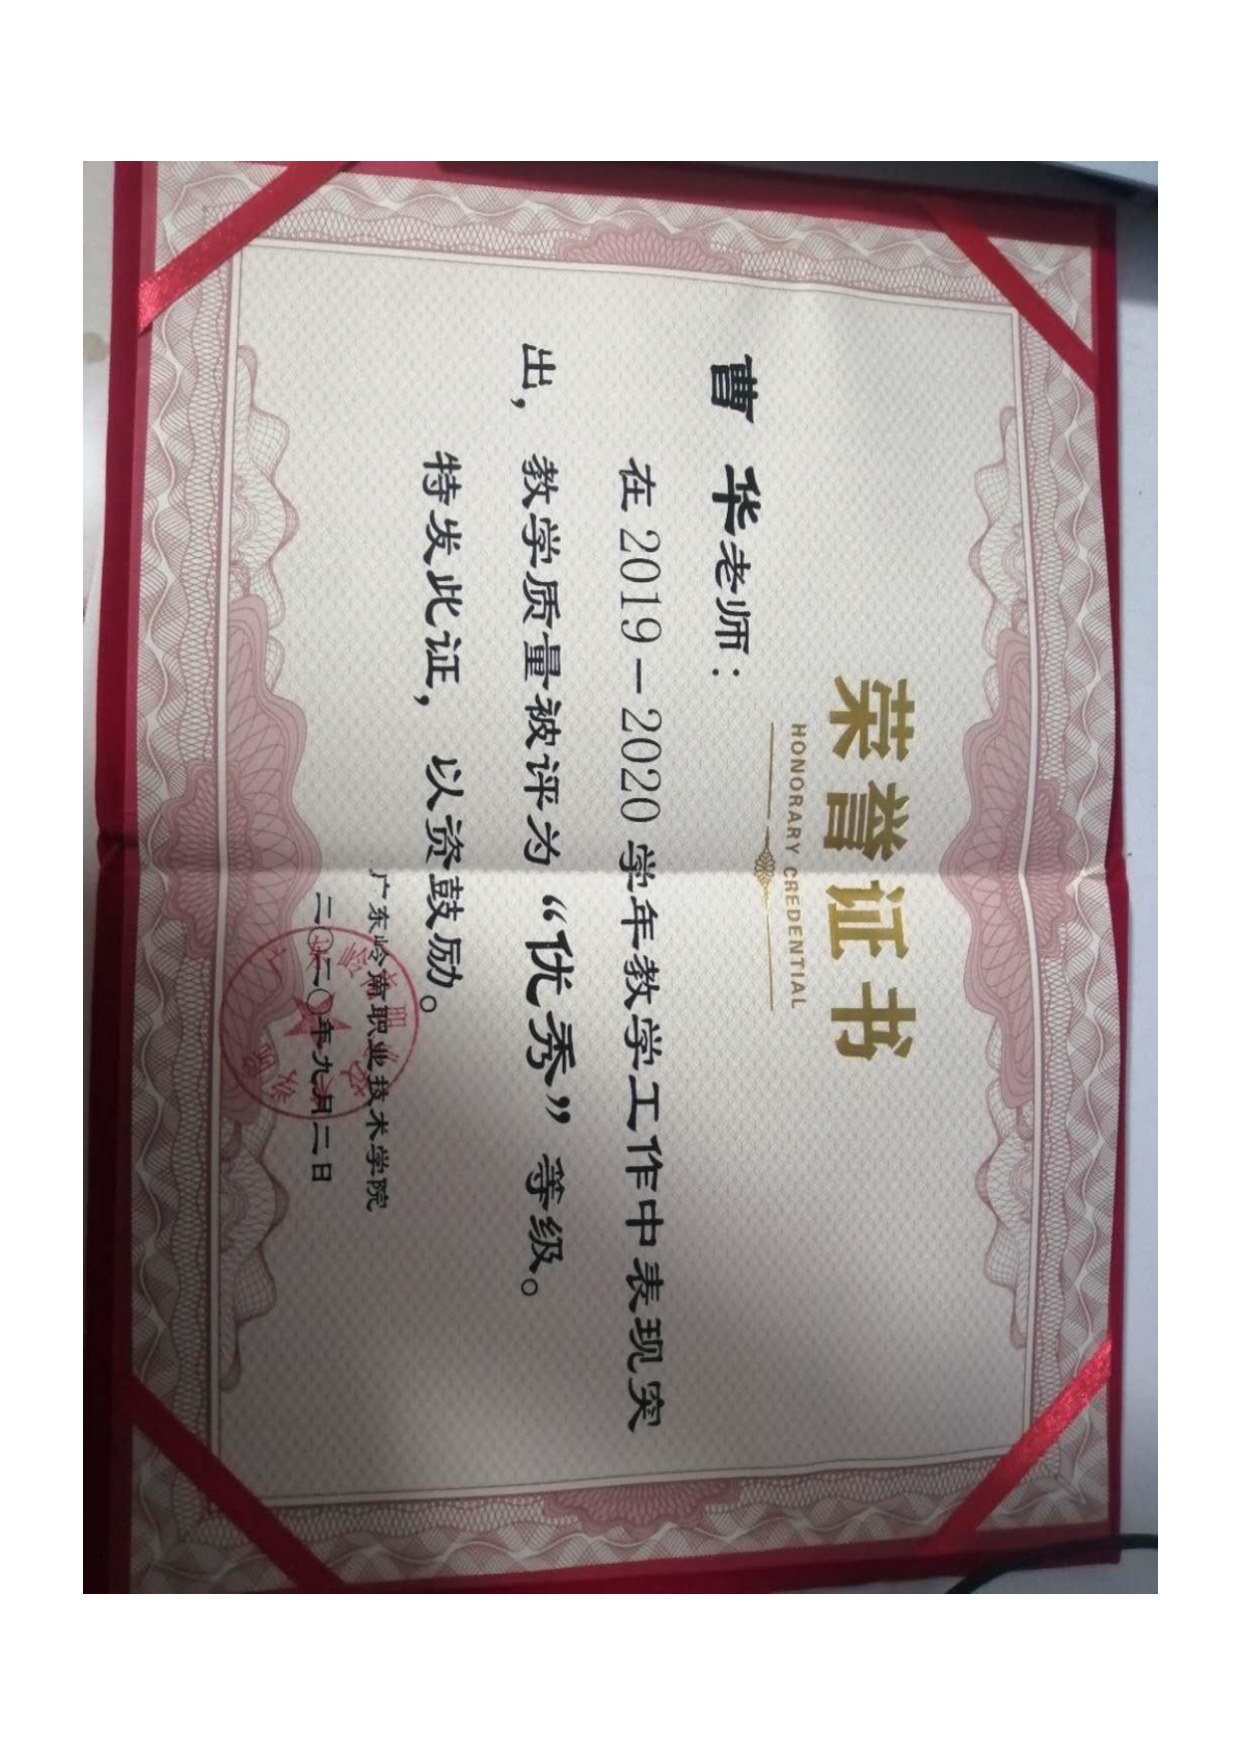 荣誉证书
HONORARY CREDENTIAL
曹 华老师：
在2019－2020学年教学工作中表现突
出，教学质量被评为“优秀”等级。
特发此证，以资鼓励。
广东岭南职业技术学院
二〇二〇年九月二日